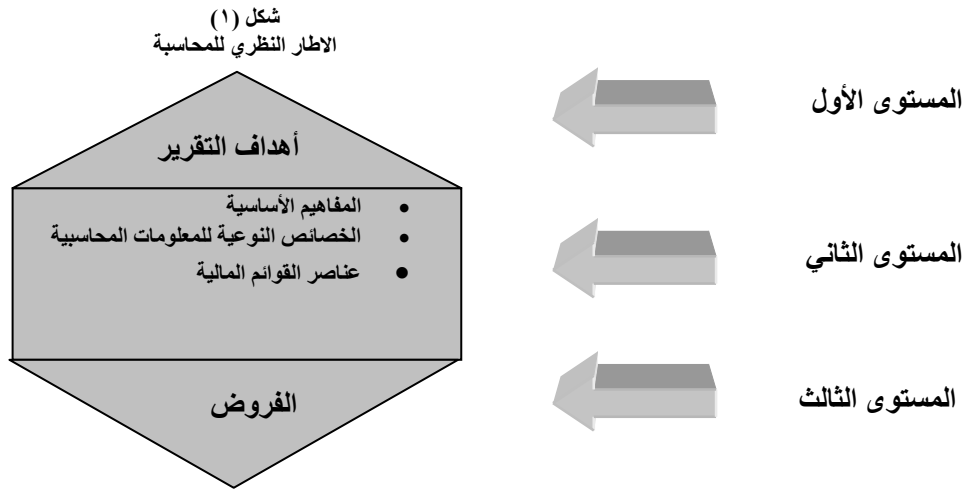 شكل (١)
الاطار النظري للمحاسبة
المستوى الأول
أهداف التقرير
• المفاهيم الأساسية
• الخصائص النوعية للمعلومات المحاسبية
• عناصر القوائم المالية
المستوى الثاني
الفروض
المستوى الثالث